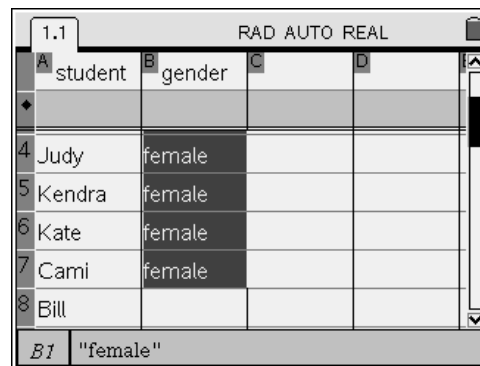 1.1 RAD AUTO REAL
A student B gender C D E
◆
4 Judy female
5 Kendra female
6 Kate female
7 Cami female
8 Bill
B1 "female"